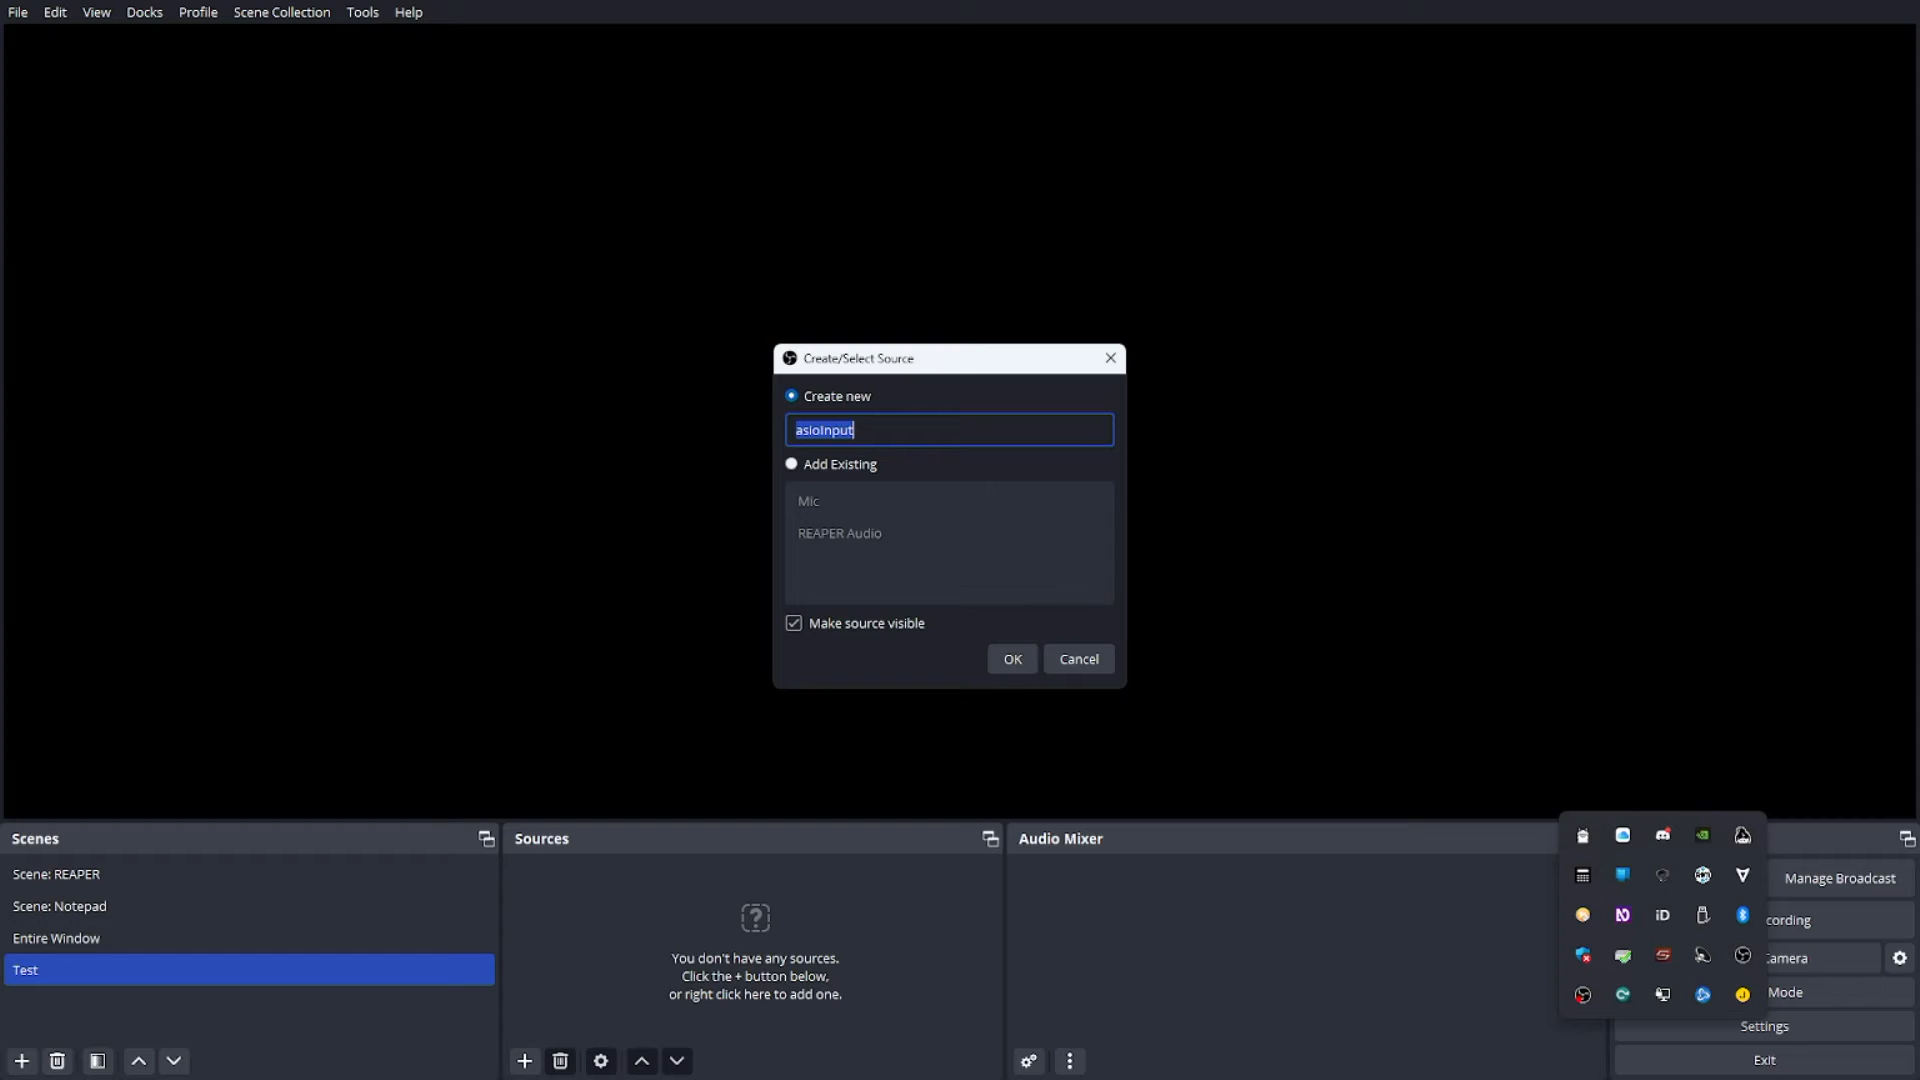 File Edit View Docks Profile Scene Collection Tools Help
Create/Select Source
Create new
asioInput
Add Existing
Mic
REAPER Audio
Make source visible
OK Cancel
Scenes
Scene: REAPER
Scene: Notepad
Entire Window
Test
Sources
You don't have any sources.
Click the + button below,
or right click here to add one.
Audio Mixer
Manage Broadcast
cording
Camera
Mode
Settings
Exit
iD